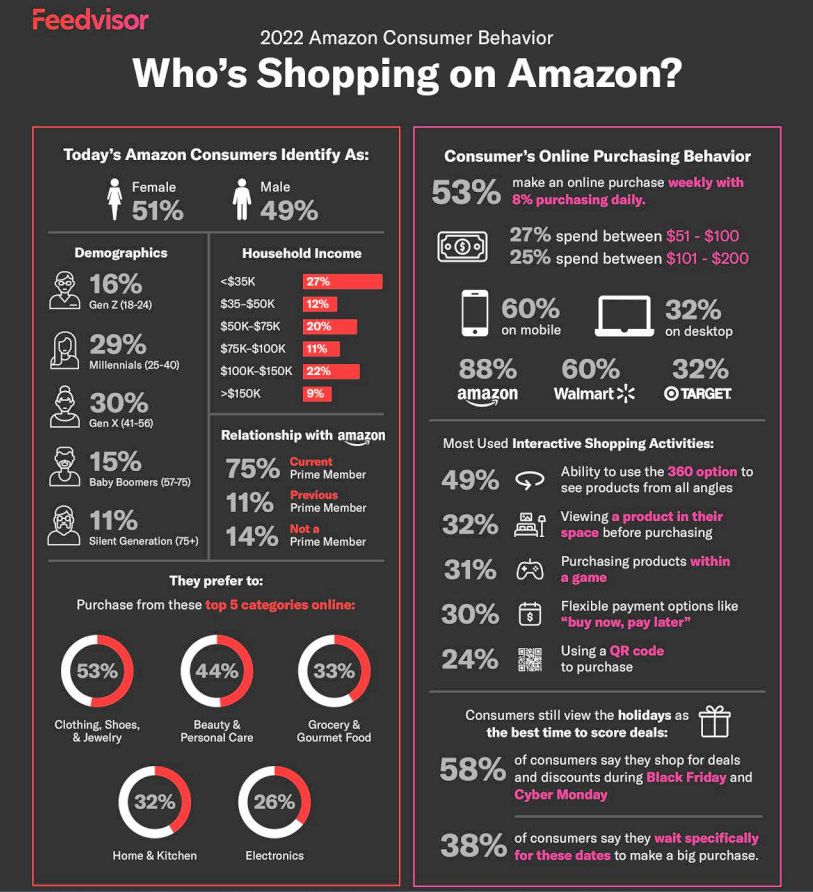 Feedvisor
2022 Amazon Consumer Behavior
Who's Shopping on Amazon?
Today's Amazon Consumers Identify As:
Female
51%
Male
49%
Demographics
16%
Gen Z (18-24)
29%
Millennials (25-40)
30%
Gen X (41-56)
15%
Baby Boomers (57-75)
11%
Silent Generation (75+)
Household Income
<$35K 27%
$35–$50K 12%
$50K–$75K 20%
$75K–$100K 11%
$100K–$150K 22%
>$150K 9%
Relationship with amazon
75% Current
Prime Member
11% Previous
Prime Member
14% Not a
Prime Member
They prefer to:
Purchase from these top 5 categories online:
53%
Clothing, Shoes,
& Jewelry
44%
Beauty &
Personal Care
33%
Grocery &
Gourmet Food
32%
Home & Kitchen
26%
Electronics
Consumer's Online Purchasing Behavior
53% make an online purchase weekly with
8% purchasing daily.
27% spend between $51 - $100
25% spend between $101 - $200
60%
on mobile
32%
on desktop
88%
amazon
60%
Walmart
32%
TARGET
Most Used Interactive Shopping Activities:
49% Ability to use the 360 option to
see products from all angles
32% Viewing a product in their
space before purchasing
31% Purchasing products within
a game
30% Flexible payment options like
"buy now, pay later"
24% Using a QR code
to purchase
Consumers still view the holidays as
the best time to score deals:
58% of consumers say they shop for deals
and discounts during Black Friday and
Cyber Monday
38% of consumers say they wait specifically
for these dates to make a big purchase.